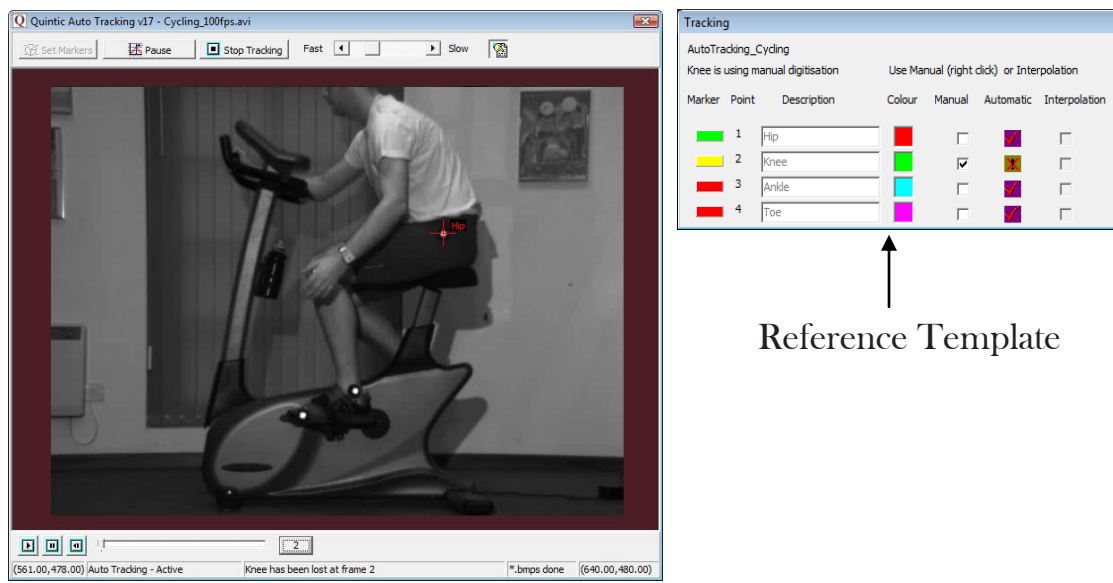 Quintic Auto Tracking v17 - Cycling_100fps.avi
Set Markers Pause Stop Tracking Fast Slow
Hip
2
(561.00,478.00) Auto Tracking - Active Knee has been lost at frame 2 *.bmps done (640.00,480.00)
Tracking
AutoTracking_Cycling
Knee is using manual digitisation Use Manual (right click) or Interpolation
Marker Point Description Colour Manual Automatic Interpolation
1 Hip
2 Knee
3 Ankle
4 Toe
Reference Template